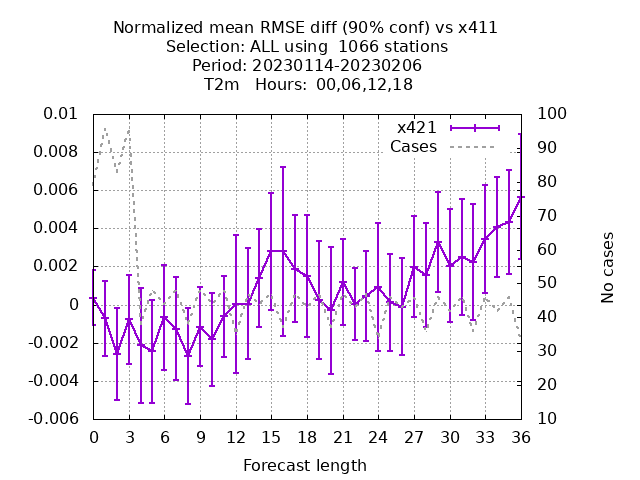 Normalized mean RMSE diff (90% conf) vs x411
Selection: ALL using  1066 stations
Period: 20230114-20230206
T2m   Hours:  00,06,12,18
0.01
0.008
0.006
0.004
0.002
0
-0.002
-0.004
-0.006
x421
Cases
100
90
80
70
60
50
40
30
20
10
No cases
0 3 6 9 12 15 18 21 24 27 30 33 36
Forecast length